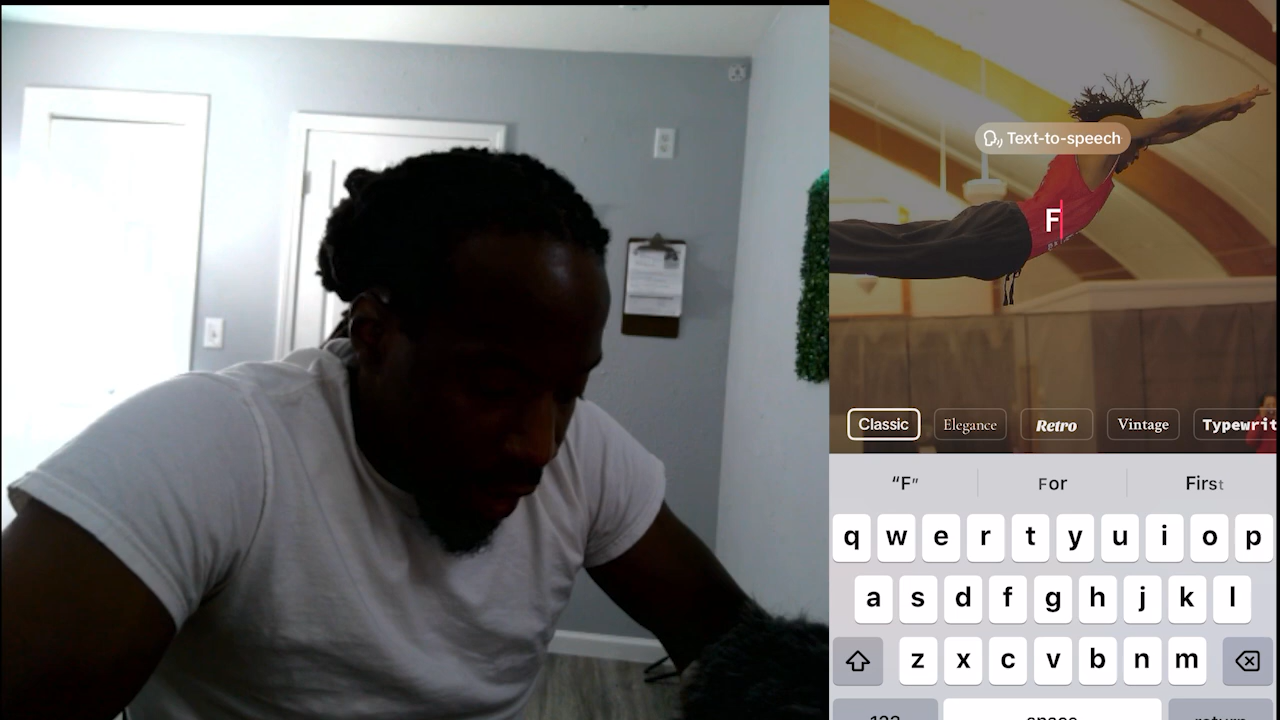 Text-to-speech
F
Classic Elegance Retro Vintage Typewrit
“F” For First
q w e r t y u i o p
a s d f g h j k l
z x c v b n m